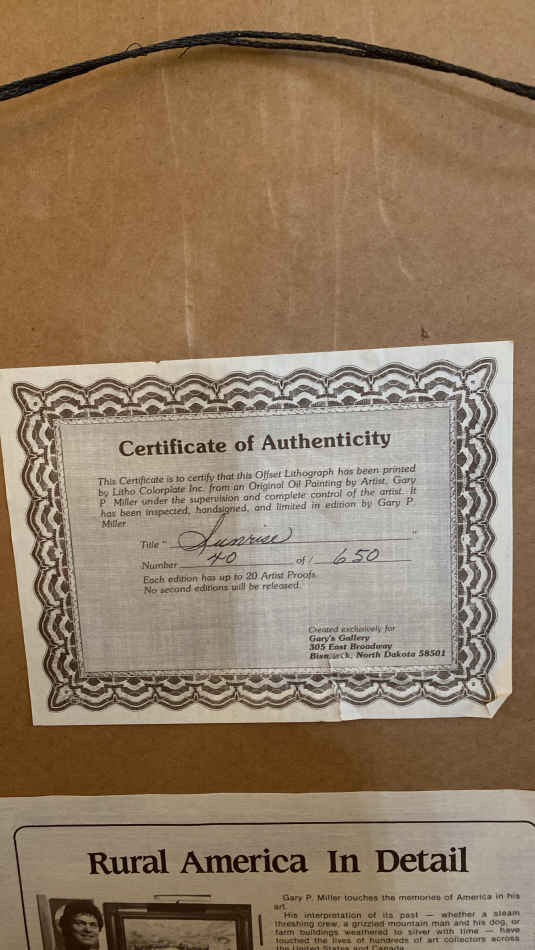 Certificate of Authenticity
This Certificate is to certify that this Offset Lithograph has been printed
by Litho Colorplate Inc. from an Original Oil Painting by Artist, Gary
P. Miller under the supervision and complete control of the artist. It
has been inspected, handsigned, and limited in edition by Gary P.
Miller.
Title " Sunrise "
Number 40 of / 650
Each edition has up to 20 Artist Proofs.
No second editions will be released.
Created exclusively for
Gary's Gallery
305 East Broadway
Bismarck, North Dakota 58501
Rural America In Detail
Gary P. Miller touches the memories of America in his
art.
His interpretation of its past — whether a steam
threshing crew, a grizzled mountain man and his dog, or
farm buildings weathered to silver with time — have
touched the lives of hundreds of art collectors across
the United States and Canada.